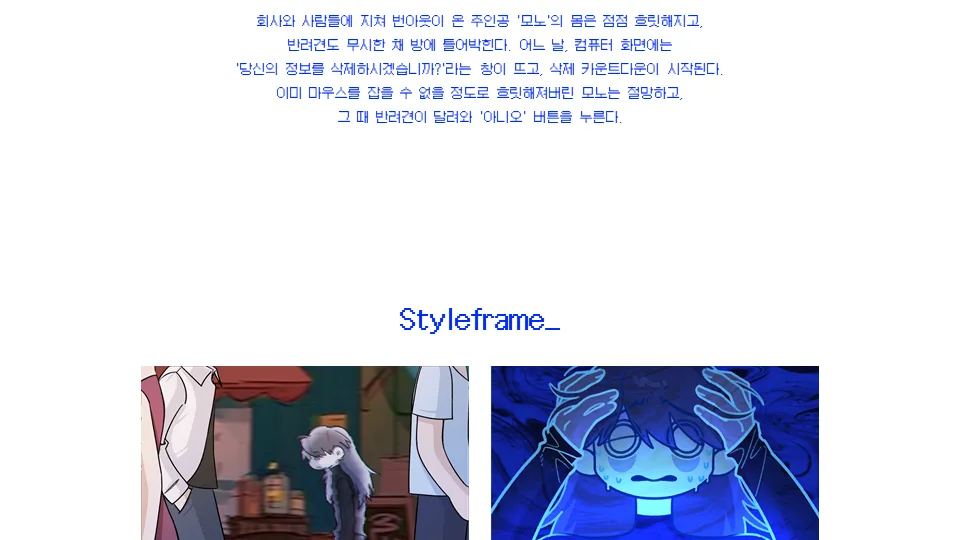 회사와 사람들에 지쳐 번아웃이 온 주인공 '모노'의 몸은 점점 흐릿해지고,
반려견도 무시한 채 방에 틀어박힌다. 어느 날, 컴퓨터 화면에는
'당신의 정보를 삭제하시겠습니까?'라는 창이 뜨고, 삭제 카운트다운이 시작된다.
이미 마우스를 잡을 수 없을 정도로 흐릿해져버린 모노는 절망하고,
그 때 반려견이 달려와 '아니오' 버튼을 누른다.
Styleframe_